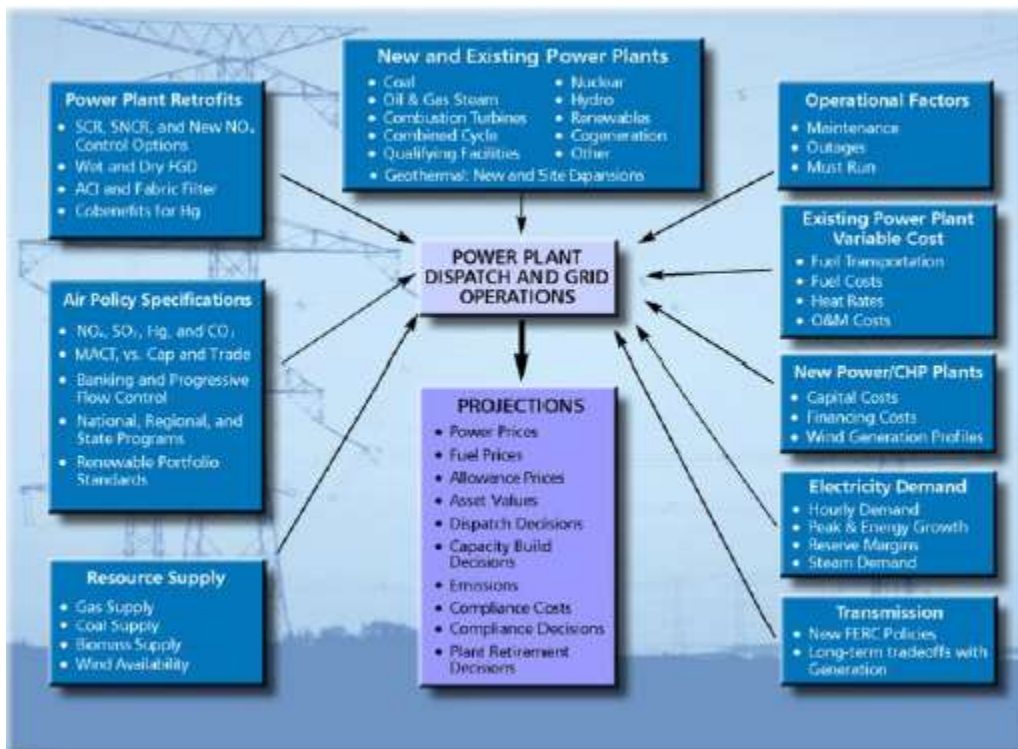 New and Existing Power Plants
• Coal
• Oil & Gas Steam
• Combustion Turbines
• Combined Cycle
• Qualifying Facilities
• Nuclear
• Hydro
• Renewables
• Cogeneration
• Other
• Geothermal: New and Site Expansions
Power Plant Retrofits
• SCR, SNCR, and New NOₓ
Control Options
• Wet and Dry FGD
• ACI and Fabric Filter
• Cobenefits for Hg
Air Policy Specifications
• NOₓ, SO₂, Hg, and CO₂
• MACT, vs. Cap and Trade
• Banking and Progressive
Flow Control
• National, Regional, and
State Programs
• Renewable Portfolio
Standards
Resource Supply
• Gas Supply
• Coal Supply
• Biomass Supply
• Wind Availability
POWER PLANT
DISPATCH AND GRID
OPERATIONS
PROJECTIONS
• Power Prices
• Fuel Prices
• Allowance Prices
• Asset Values
• Dispatch Decisions
• Capacity Build
Decisions
• Emissions
• Compliance Costs
• Compliance Decisions
• Plant Retirement
Decisions
Operational Factors
• Maintenance
• Outages
• Must Run
Existing Power Plant
Variable Cost
• Fuel Transportation
• Fuel Costs
• Heat Rates
• O&M Costs
New Power/CHP Plants
• Capital Costs
• Financing Costs
• Wind Generation Profiles
Electricity Demand
• Hourly Demand
• Peak & Energy Growth
• Reserve Margins
• Steam Demand
Transmission
• New FERC Policies
• Long-term tradeoffs with
Generation